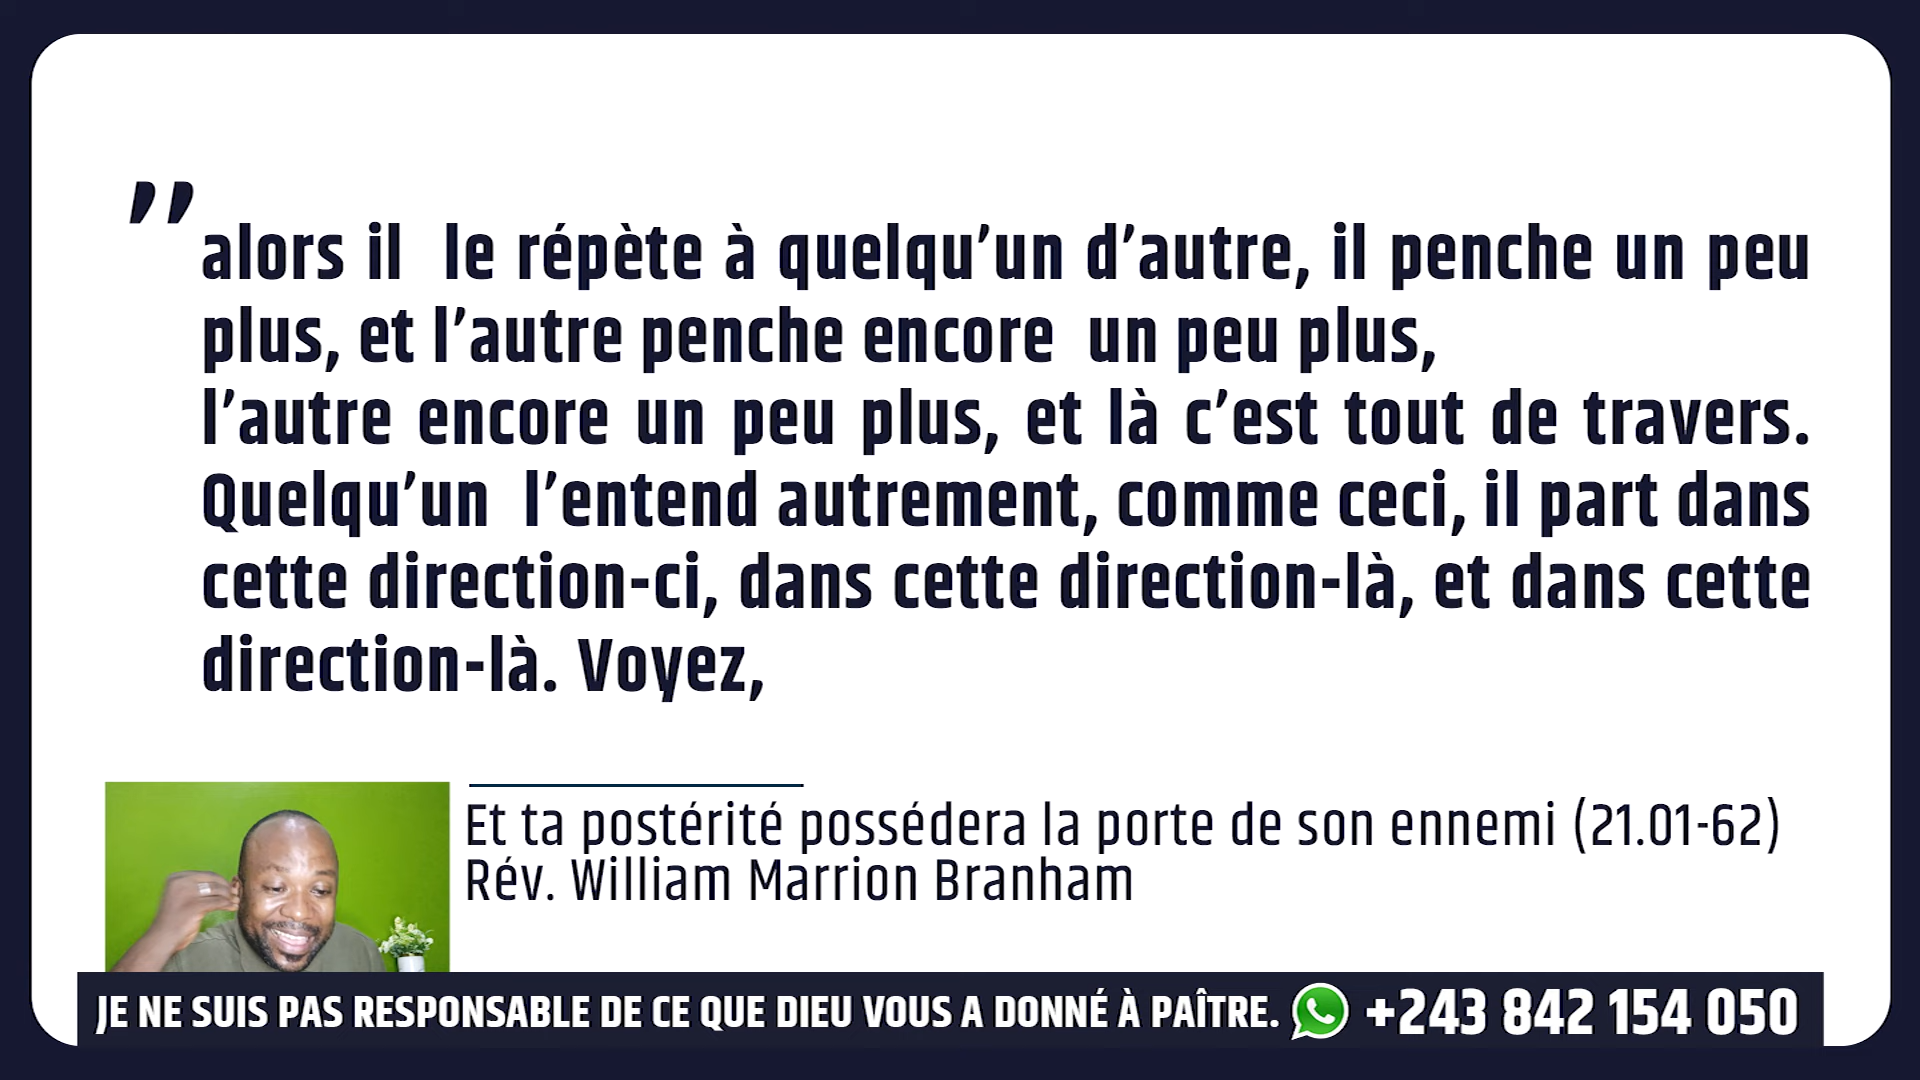 ” alors il le répète à quelqu’un d’autre, il penche un peu
plus, et l’autre penche encore un peu plus,
l’autre encore un peu plus, et là c’est tout de travers.
Quelqu’un l’entend autrement, comme ceci, il part dans
cette direction-ci, dans cette direction-là, et dans cette
direction-là. Voyez,
Et ta postérité possédera la porte de son ennemi (21.01-62)
Rév. William Marrion Branham
JE NE SUIS PAS RESPONSABLE DE CE QUE DIEU VOUS A DONNÉ À PAÎTRE. +243 842 154 050